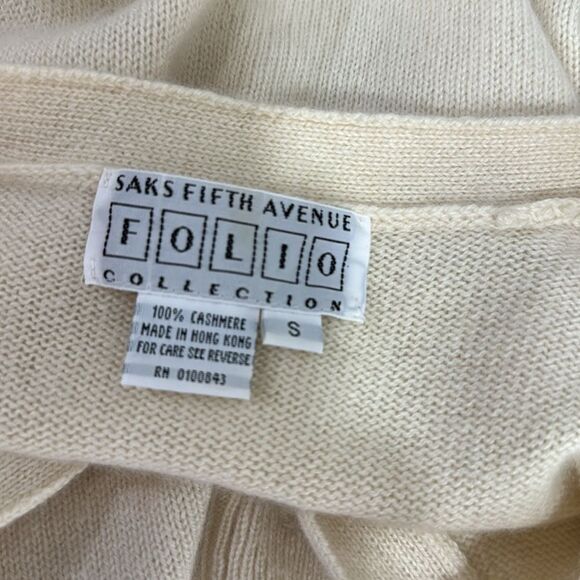 SAKS FIFTH AVENUE
FOLIO
COLLECTION
100% CASHMERE
MADE IN HONG KONG
FOR CARE SEE REVERSE
RN 0100843
S